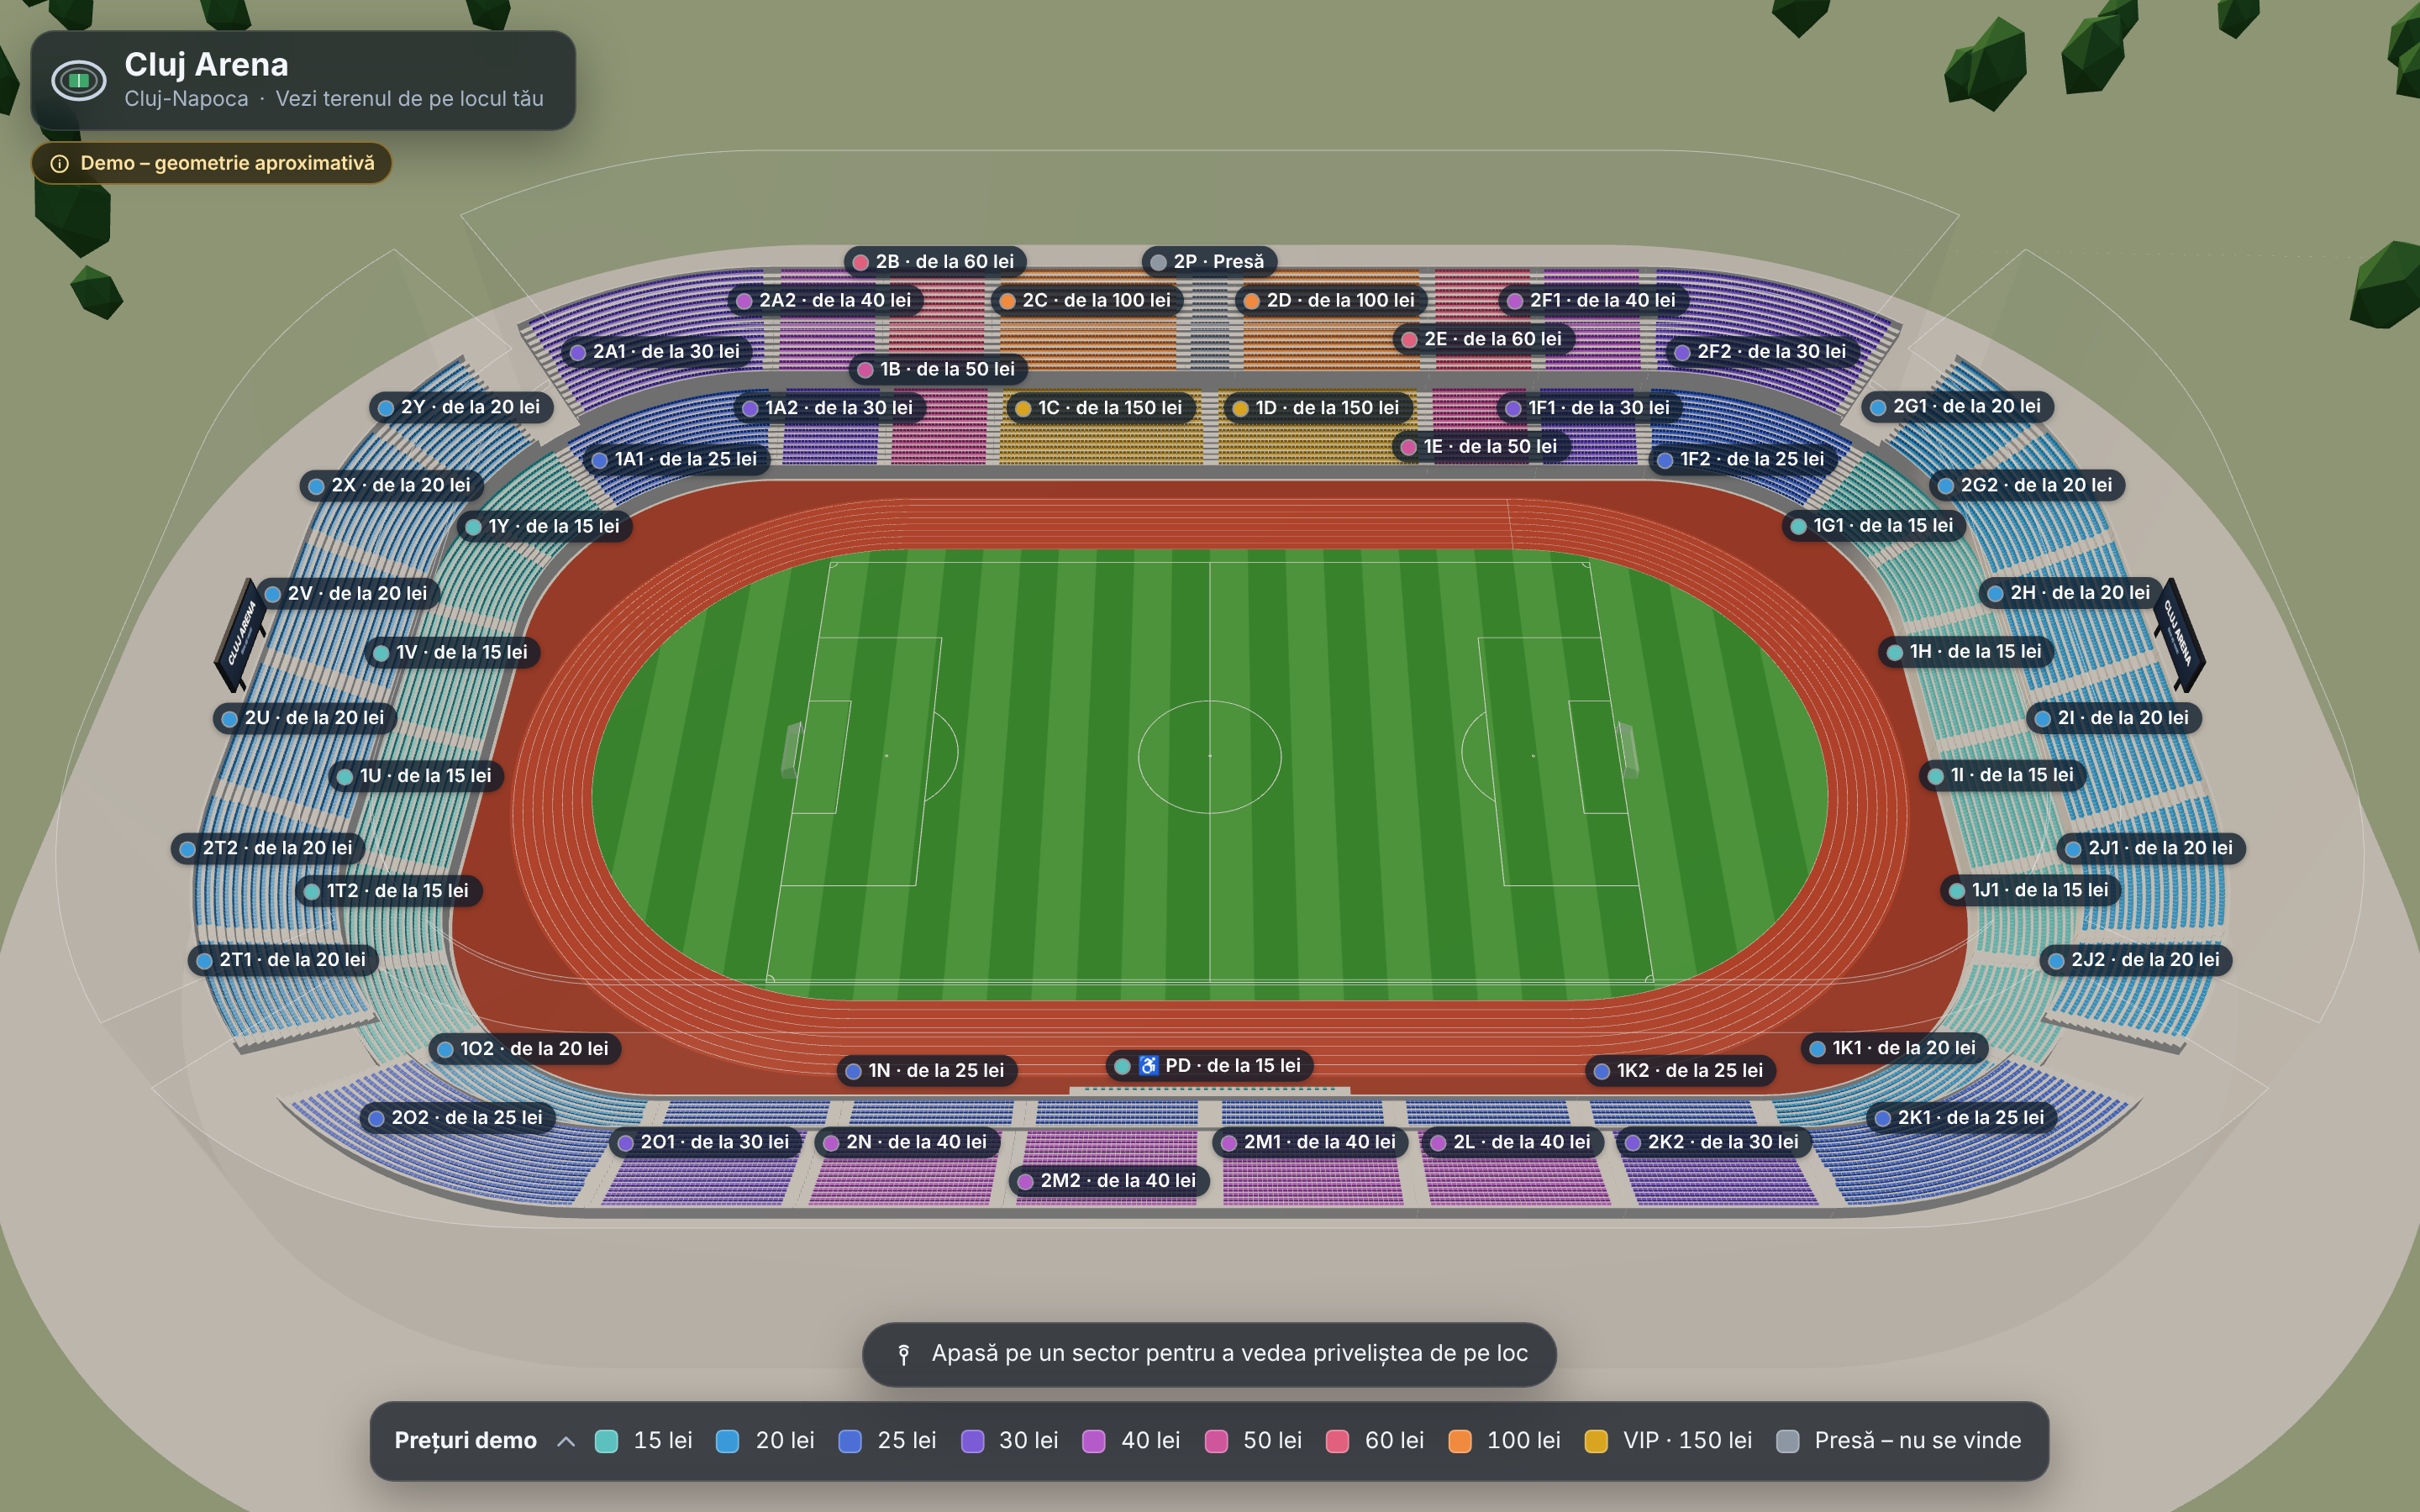 Cluj Arena
Cluj-Napoca · Vezi terenul de pe locul tău
Demo – geometrie aproximativă
2B · de la 60 lei
2P · Presă
2A2 · de la 40 lei
2C · de la 100 lei
2D · de la 100 lei
2F1 · de la 40 lei
2E · de la 60 lei
2A1 · de la 30 lei
2F2 · de la 30 lei
1B · de la 50 lei
2Y · de la 20 lei
1A2 · de la 30 lei
1C · de la 150 lei
1D · de la 150 lei
1F1 · de la 30 lei
2G1 · de la 20 lei
1E · de la 50 lei
1A1 · de la 25 lei
1F2 · de la 25 lei
2X · de la 20 lei
2G2 · de la 20 lei
1Y · de la 15 lei
1G1 · de la 15 lei
2V · de la 20 lei
2H · de la 20 lei
CLUJ ARENA
CLUJ ARENA
1V · de la 15 lei
1H · de la 15 lei
2U · de la 20 lei
2I · de la 20 lei
1U · de la 15 lei
1I · de la 15 lei
2T2 · de la 20 lei
2J1 · de la 20 lei
1T2 · de la 15 lei
1J1 · de la 15 lei
2T1 · de la 20 lei
2J2 · de la 20 lei
1O2 · de la 20 lei
1K1 · de la 20 lei
1N · de la 25 lei
♿ PD · de la 15 lei
1K2 · de la 25 lei
2O2 · de la 25 lei
2K1 · de la 25 lei
2O1 · de la 30 lei
2N · de la 40 lei
2M1 · de la 40 lei
2L · de la 40 lei
2K2 · de la 30 lei
2M2 · de la 40 lei
Apasă pe un sector pentru a vedea priveliștea de pe loc
Prețuri demo 15 lei 20 lei 25 lei 30 lei 40 lei 50 lei 60 lei 100 lei VIP · 150 lei Presă – nu se vinde